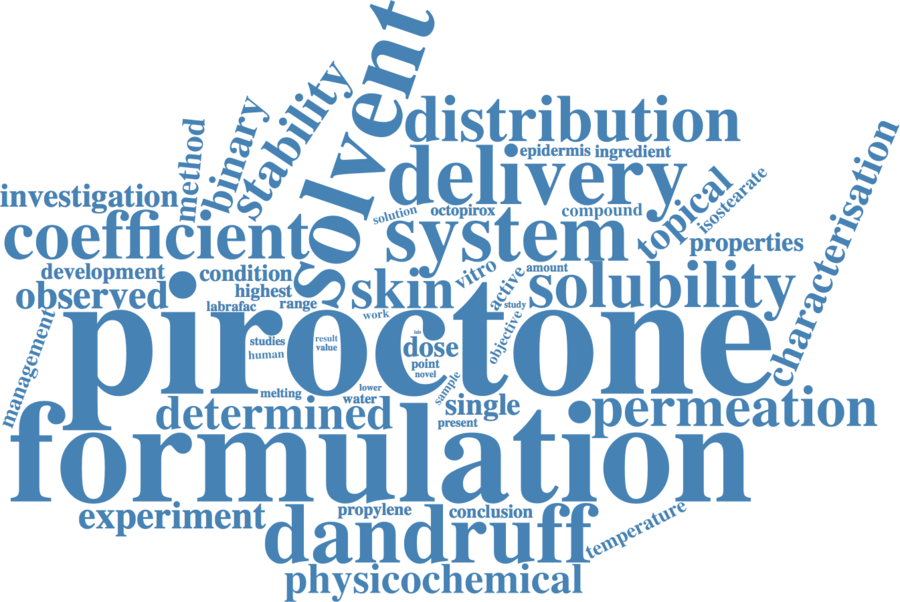 solvent
distribution
stability
binary
method
epidermis
ingredient
delivery
characterisation
investigation
topical
isostearate
solution
octopirox
compound
coefficient
system
properties
development
condition
vitro
active
amount
solubility
observed
highest
labrafac
range
skin
work
study
piroctone
management
studies
human
result
value
dose
point
novel
objective
melting
lower
water
sample
determined
single
present
permeation
formulation
experiment
propylene
conclusion
dandruff
temperature
physicochemical